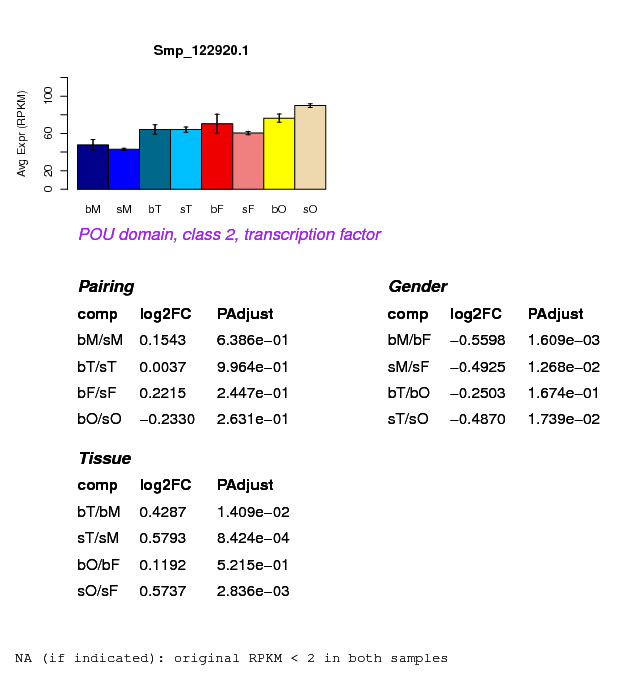 Smp_122920.1
Avg Expr (RPKM)
0 20 60 100
bM sM bT sT bF sF bO sO
POU domain, class 2, transcription factor
Pairing
comp log2FC PAdjust
bM/sM 0.1543 6.386e−01
bT/sT 0.0037 9.964e−01
bF/sF 0.2215 2.447e−01
bO/sO −0.2330 2.631e−01
Gender
comp log2FC PAdjust
bM/bF −0.5598 1.609e−03
sM/sF −0.4925 1.268e−02
bT/bO −0.2503 1.674e−01
sT/sO −0.4870 1.739e−02
Tissue
comp log2FC PAdjust
bT/bM 0.4287 1.409e−02
sT/sM 0.5793 8.424e−04
bO/bF 0.1192 5.215e−01
sO/sF 0.5737 2.836e−03
NA (if indicated): original RPKM < 2 in both samples